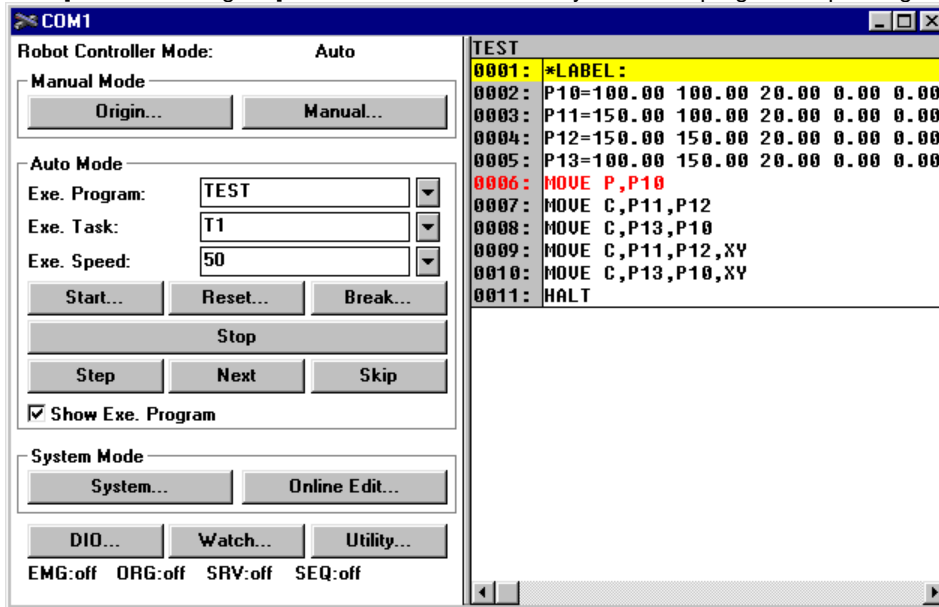 COM1
Robot Controller Mode: Auto
Manual Mode
Origin... Manual...
Auto Mode
Exe. Program: TEST
Exe. Task: T1
Exe. Speed: 50
Start... Reset... Break...
Stop
Step Next Skip
Show Exe. Program
System Mode
System... Online Edit...
DIO... Watch... Utility...
EMG:off ORG:off SRV:off SEQ:off
TEST
0001: *LABEL:
0002: P10=100.00 100.00 20.00 0.00 0.00
0003: P11=150.00 100.00 20.00 0.00 0.00
0004: P12=150.00 150.00 20.00 0.00 0.00
0005: P13=100.00 150.00 20.00 0.00 0.00
0006: MOVE P,P10
0007: MOVE C,P11,P12
0008: MOVE C,P13,P10
0009: MOVE C,P11,P12,XY
0010: MOVE C,P13,P10,XY
0011: HALT